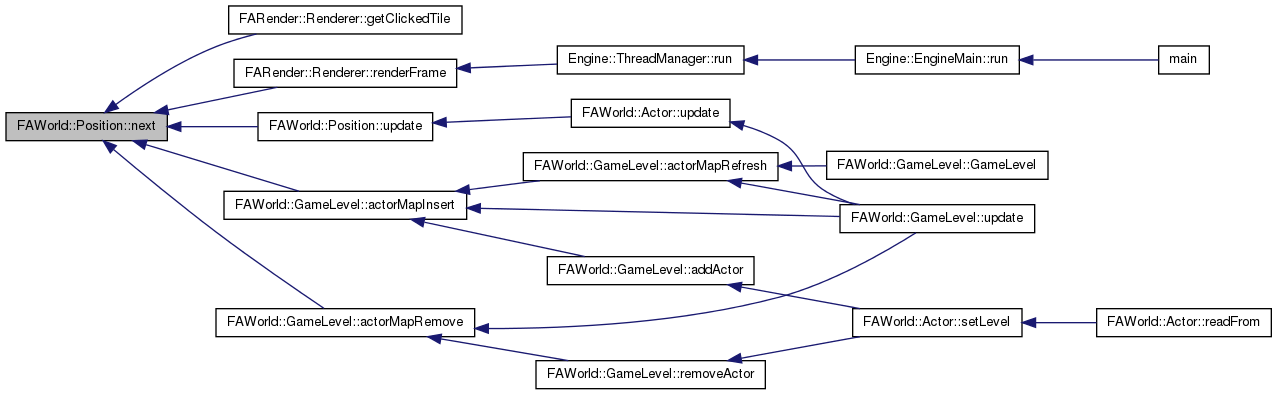 FARender::Renderer::getClickedTile
FARender::Renderer::renderFrame
Engine::ThreadManager::run
Engine::EngineMain::run
main
FAWorld::Position::next
FAWorld::Position::update
FAWorld::Actor::update
FAWorld::GameLevel::actorMapRefresh
FAWorld::GameLevel::GameLevel
FAWorld::GameLevel::actorMapInsert
FAWorld::GameLevel::update
FAWorld::GameLevel::addActor
FAWorld::GameLevel::actorMapRemove
FAWorld::Actor::setLevel
FAWorld::Actor::readFrom
FAWorld::GameLevel::removeActor